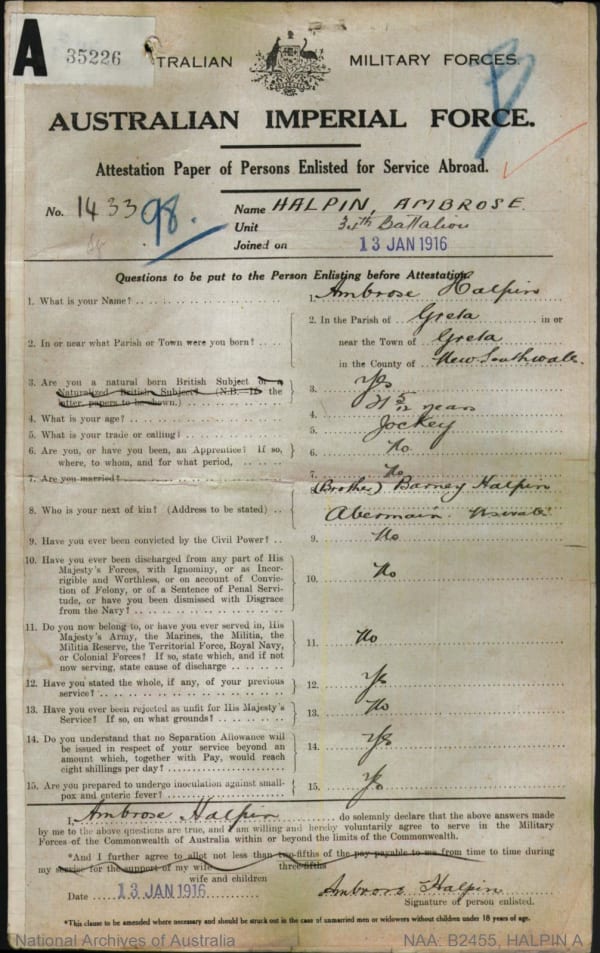 A 35226
TRALIAN MILITARY FORCES.
AUSTRALIAN IMPERIAL FORCE.
Attestation Paper of Persons Enlisted for Service Abroad.
No. 1433 98. Name HALPIN, AMBROSE.
Unit 34th Battalion
Joined on 13 JAN 1916
Questions to be put to the Person Enlisting before Attestation.
1. What is your Name? 1. Ambrose Halpin
2. In or near what Parish or Town were you born? 2. In the Parish of Greta in or
near the Town of Greta
in the County of New Southwales.
3. Are you a natural born British Subject or a
Naturalized British Subject? (N.B. If the
latter, papers to be shown.) 3. Yes
4. What is your age? 4. 21 5/12 years
5. What is your trade or calling? 5. Jockey
6. Are you, or have you been, an Apprentice? If so,
where, to whom, and for what period, 6. No
7. Are you married? 7. No
8. Who is your next of kin? (Address to be stated) 8. (Brother) Barney Halpin
Abermain. Nswales
9. Have you ever been convicted by the Civil Power? 9. No
10. Have you ever been discharged from any part of His
Majesty's Forces, with Ignominy, or as Incor-
rigible and Worthless, or on account of Convic-
tion of Felony, or of a Sentence of Penal Servi-
tude, or have you been dismissed with Disgrace
from the Navy? 10. No
11. Do you now belong to, or have you ever served in, His
Majesty's Army, the Marines, the Militia, the
Militia Reserve, the Territorial Force, Royal Navy,
or Colonial Forces? If so, state which, and if not
now serving, state cause of discharge 11. No
12. Have you stated the whole, if any, of your previous
service? 12. Yes
13. Have you ever been rejected as unfit for His Majesty's
Service? If so, on what grounds? 13. No
14. Do you understand that no Separation Allowance will
be issued in respect of your service beyond an
amount which, together with Pay, would reach
eight shillings per day? 14. Yes
15. Are you prepared to undergo inoculation against small-
pox and enteric fever? 15. Yes
I, Ambrose Halpin do solemnly declare that the above answers made
by me to the above questions are true, and I am willing and hereby voluntarily agree to serve in the Military
Forces of the Commonwealth of Australia within or beyond the limits of the Commonwealth.
*And I further agree to allot not less than two-fifths of the pay payable to me from time to time during
three-fifths
my service for the support of my wife
wife and children
Date 13 JAN 1916 Ambrose Halpin
Signature of person enlisted.
*This clause to be amended where necessary and should be struck out in the case of unmarried men or widowers without children under 18 years of age.
National Archives of Australia NAA: B2455, HALPIN A